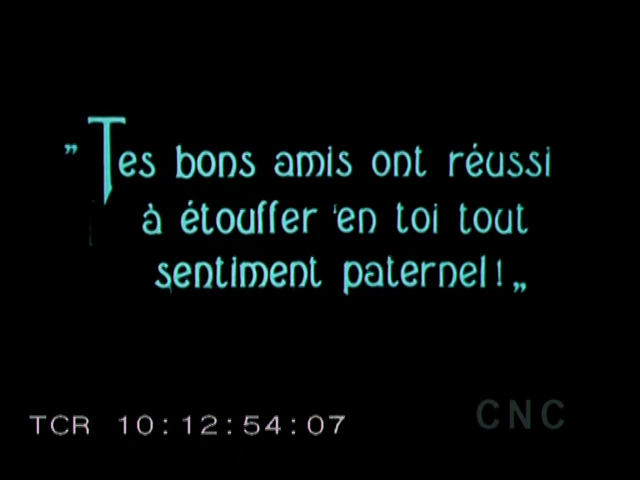 ” Tes bons amis ont réussi
à étouffer en toi tout
sentiment paternel! „
TCR 10:12:54:07
CNC